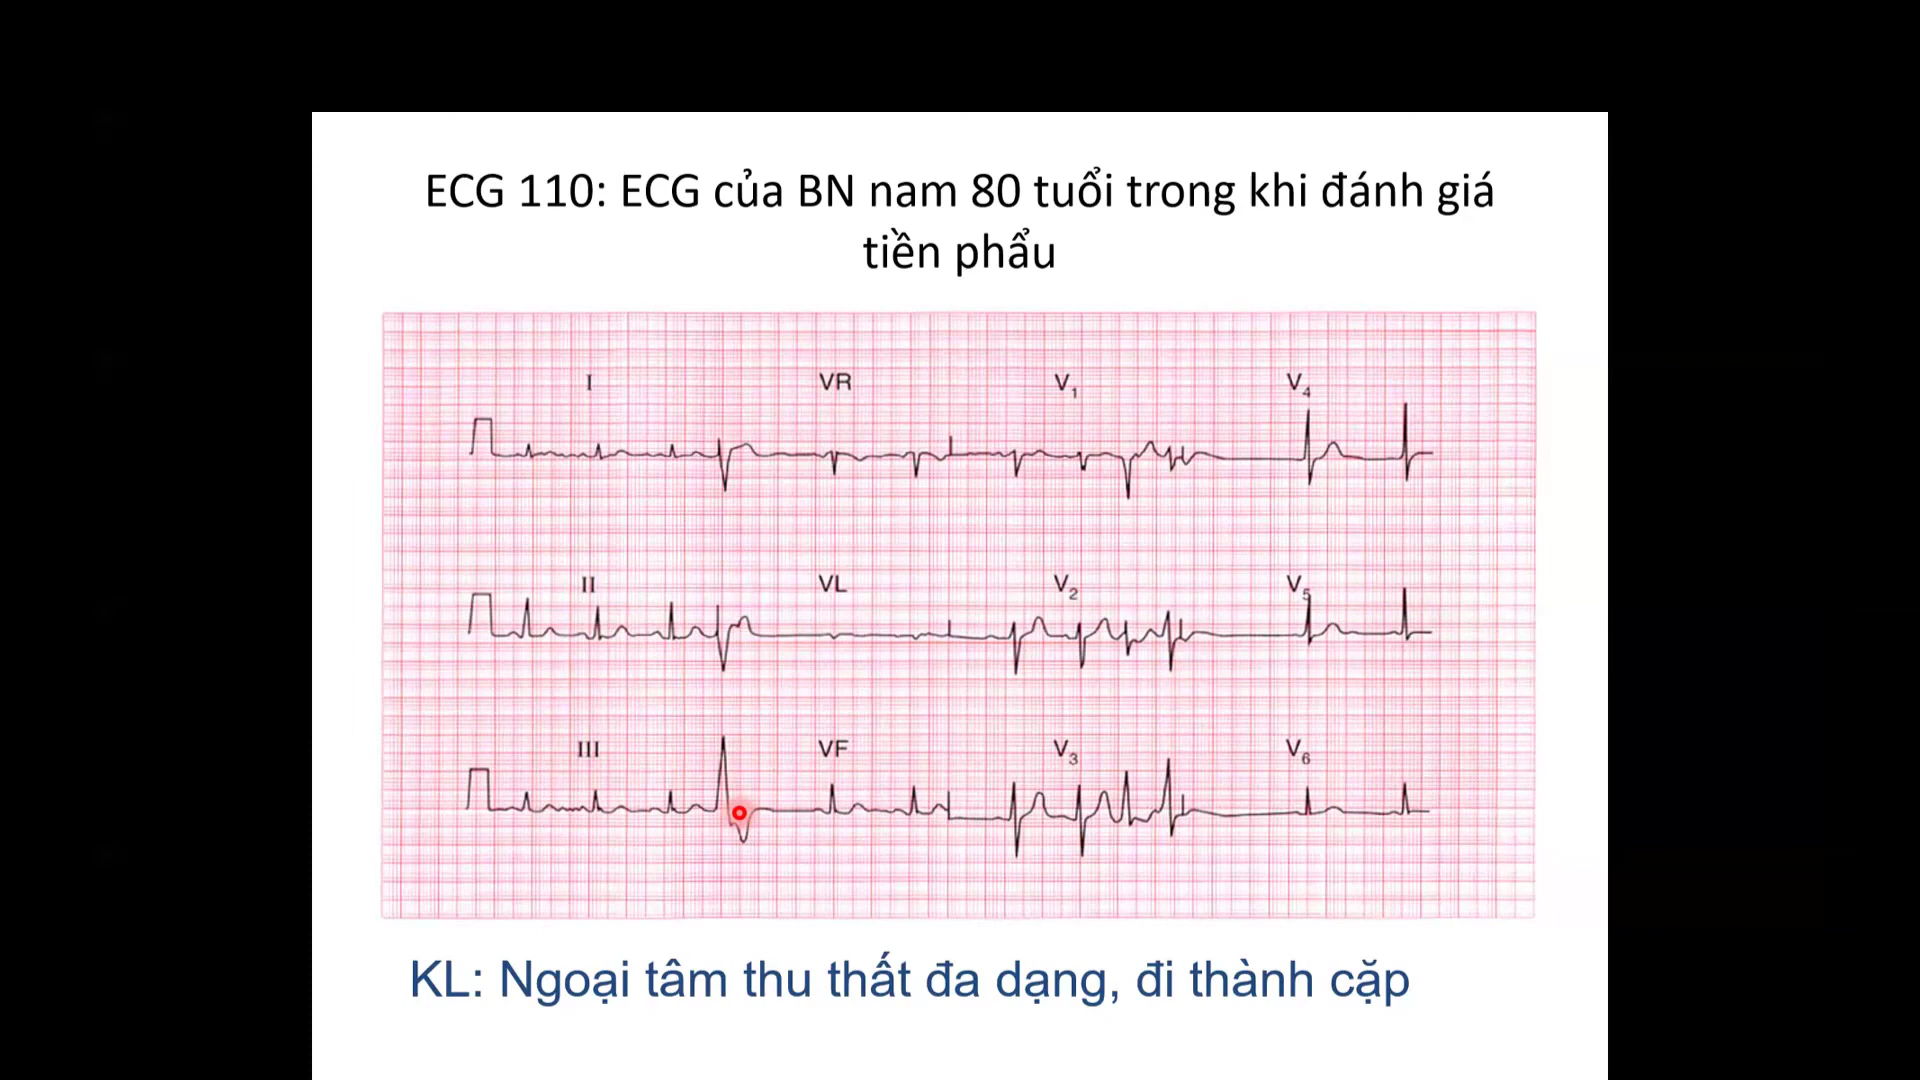 ECG 110: ECG của BN nam 80 tuổi trong khi đánh giá
tiền phẩu
I VR V1 V4
II VL V2 V5
III VF V3 V6
KL: Ngoại tâm thu thất đa dạng, đi thành cặp